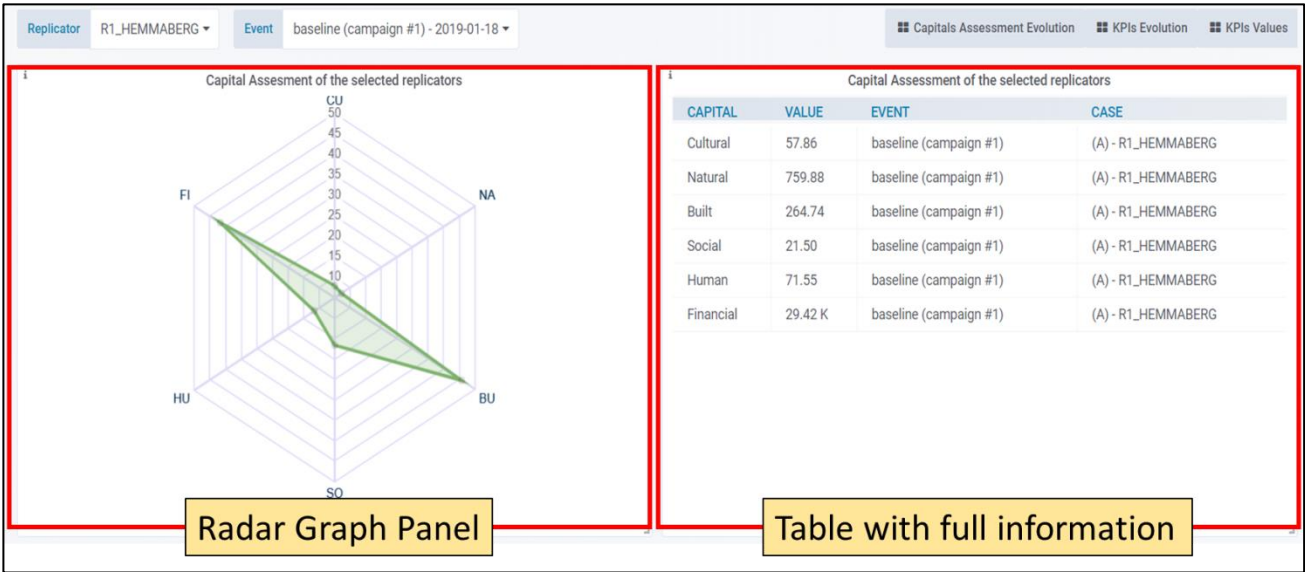 Replicator R1_HEMMABERG Event baseline (campaign #1) - 2019-01-18 Capitals Assessment Evolution KPIs Evolution KPIs Values
i
Capital Assesment of the selected replicators
CU
50
45
40
35
30
25
20
15
10
FI
NA
HU
BU
SO
Radar Graph Panel
i
Capital Assessment of the selected replicators
CAPITAL VALUE EVENT CASE
Cultural 57.86 baseline (campaign #1) (A) - R1_HEMMABERG
Natural 759.88 baseline (campaign #1) (A) - R1_HEMMABERG
Built 264.74 baseline (campaign #1) (A) - R1_HEMMABERG
Social 21.50 baseline (campaign #1) (A) - R1_HEMMABERG
Human 71.55 baseline (campaign #1) (A) - R1_HEMMABERG
Financial 29.42 K baseline (campaign #1) (A) - R1_HEMMABERG
Table with full information